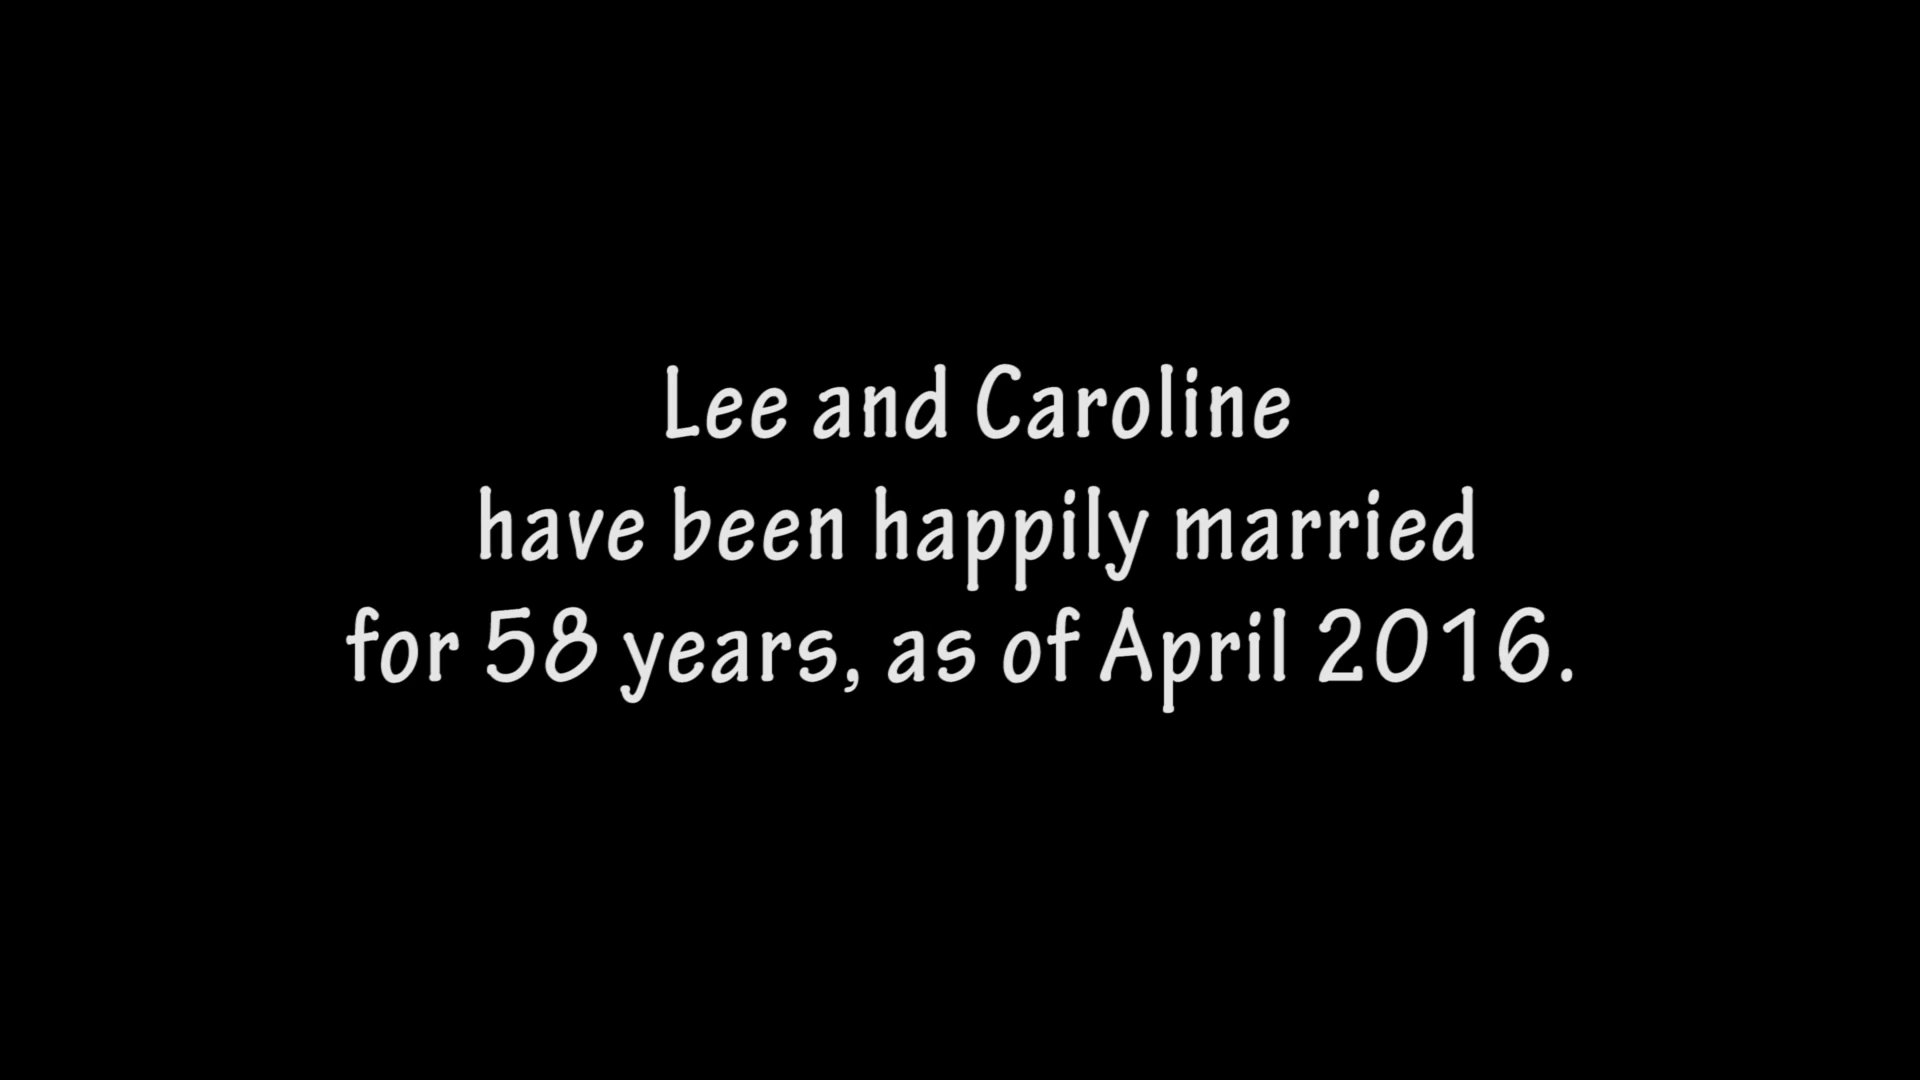 Lee and Caroline
have been happily married
for 58 years, as of April 2016.